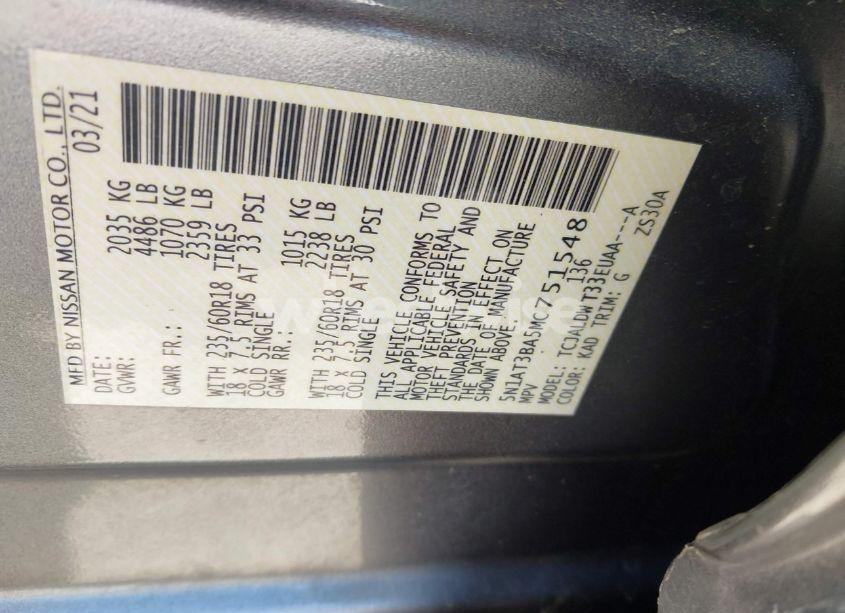 MFD BY NISSAN MOTOR CO., LTD.
DATE: 03/21
GVWR: 2035 KG
4486 LB
GAWR FR.: 1070 KG
2359 LB
WITH 235/60R18 TIRES
18 X 7.5 RIMS AT 33 PSI
COLD SINGLE
GAWR RR.: 1015 KG
2238 LB
WITH 235/60R18 TIRES
18 X 7.5 RIMS AT 30 PSI
COLD SINGLE
THIS VEHICLE CONFORMS TO
ALL APPLICABLE FEDERAL
MOTOR VEHICLE SAFETY AND
THEFT PREVENTION
STANDARDS IN EFFECT ON
THE DATE OF MANUFACTURE
SHOWN ABOVE.
5N1AT3BA5MC751548
MPV 136
MODEL: TCJALDWT33EUAA---A
COLOR: KAD TRIM: G ZS30A